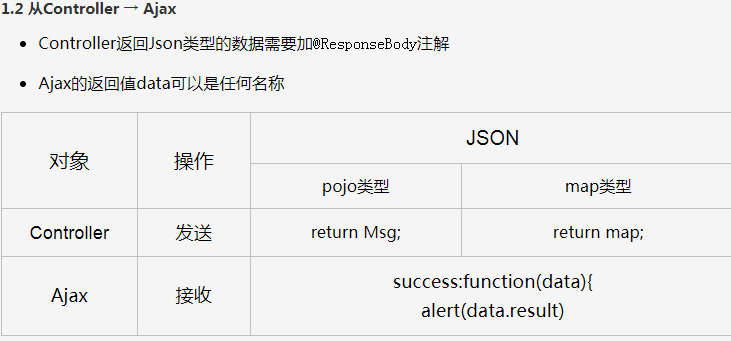 1.2 从Controller → Ajax
• Controller返回Json类型的数据需要加@ResponseBody注解
• Ajax的返回值data可以是任何名称
对象 操作 JSON
pojo类型 map类型
Controller 发送 return Msg; return map;
Ajax 接收 success:function(data){
alert(data.result)